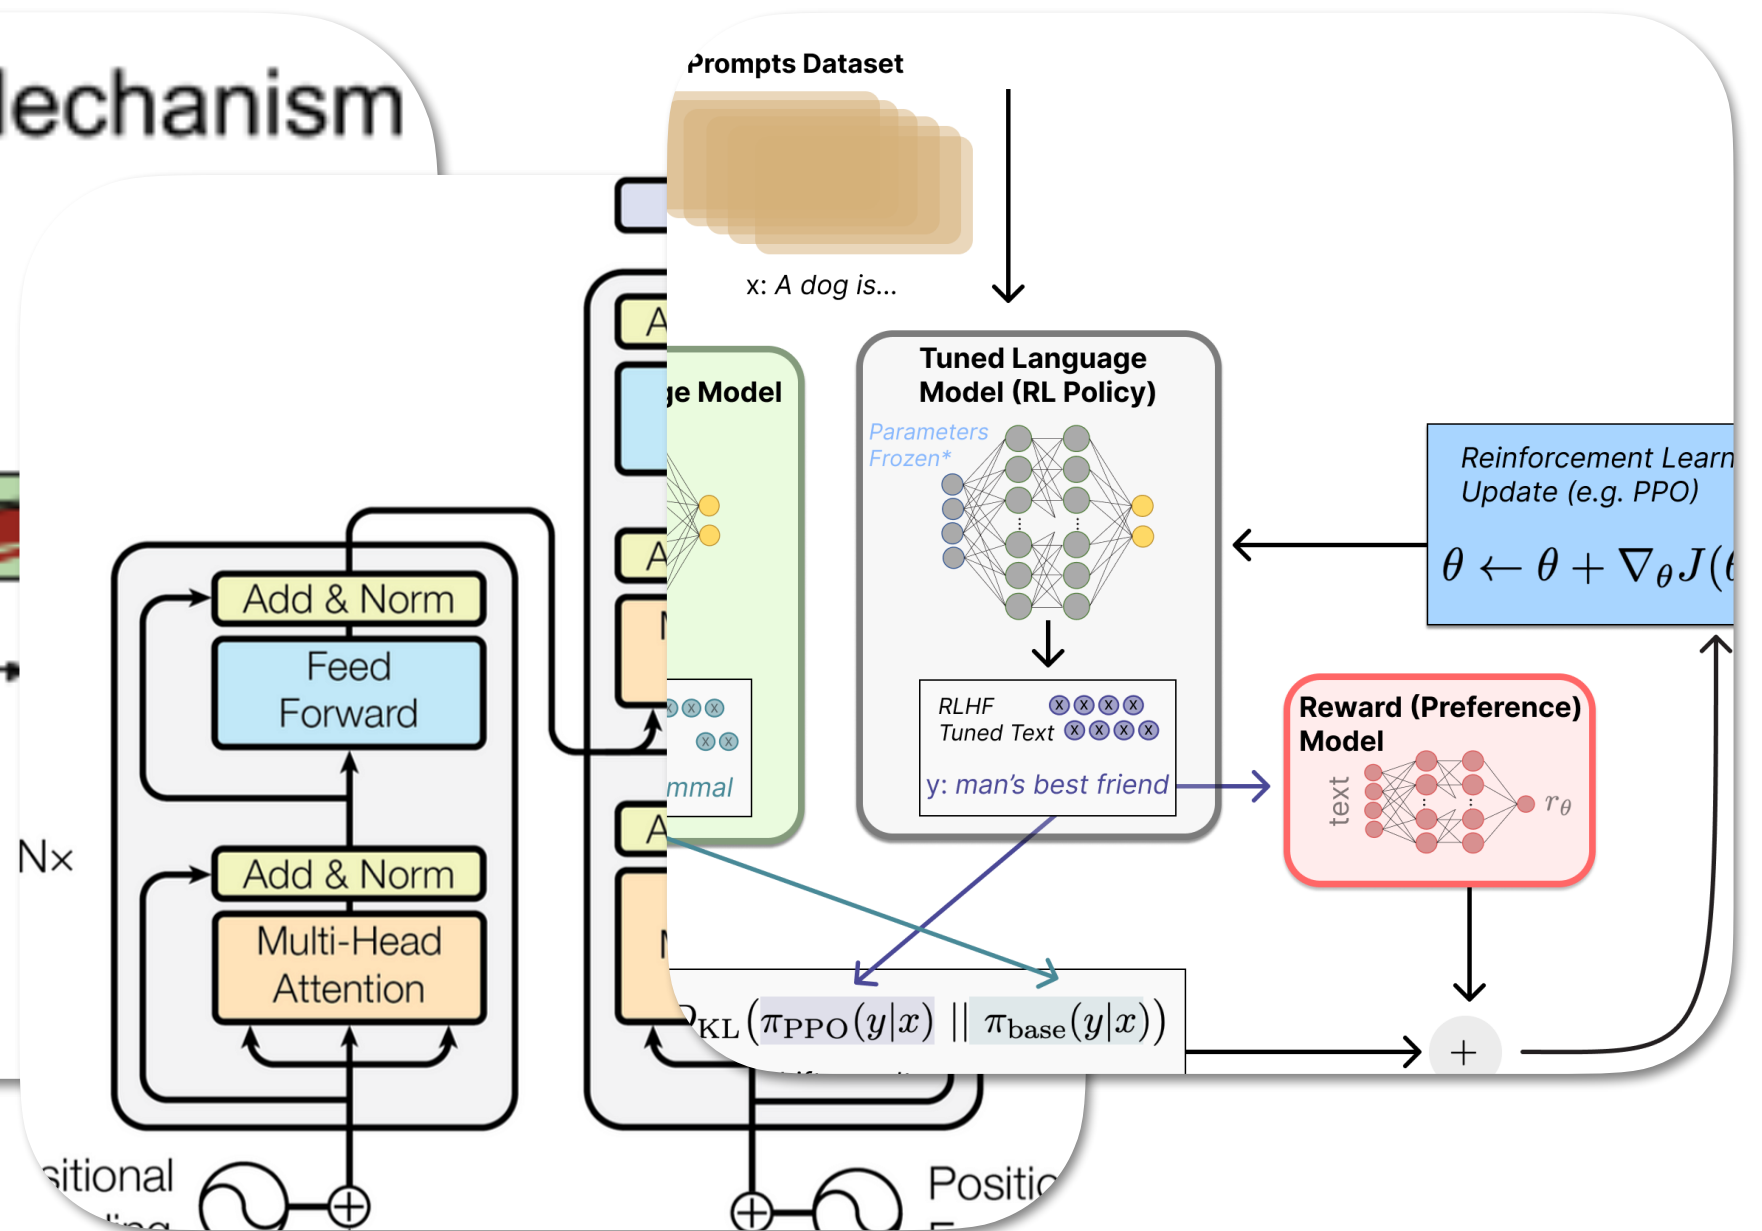 lechanism
Prompts Dataset
x: A dog is...
ge Model
Tuned Language
Model (RL Policy)
Parameters
Frozen*
Reinforcement Learn
Update (e.g. PPO)
θ ← θ + ∇θ J(θ
RLHF
Tuned Text
x x x x
x x x x
y: man's best friend
x x x
x x
mmal
Reward (Preference)
Model
text
rθ
DKL(πPPO(y|x) || πbase(y|x))
+
Add & Norm
Feed
Forward
Nx
Add & Norm
Multi-Head
Attention
A
A
A
sitional
Positio